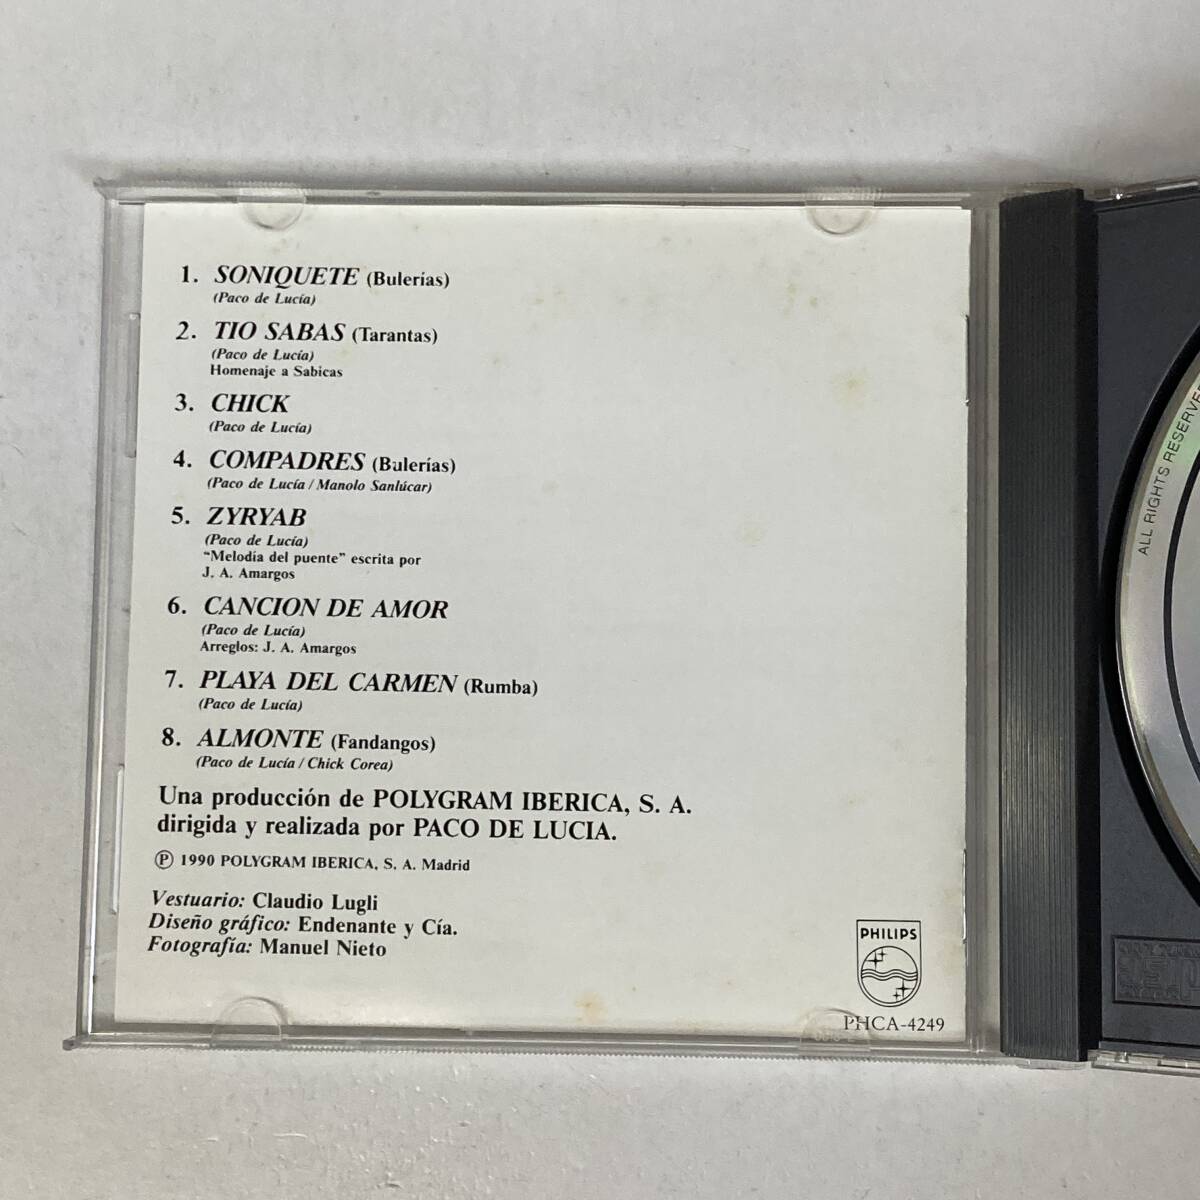 1. SONIQUETE (Bulerías)
(Paco de Lucía)
2. TIO SABAS (Tarantas)
(Paco de Lucía)
Homenaje a Sabicas
3. CHICK
(Paco de Lucía)
4. COMPADRES (Bulerías)
(Paco de Lucía / Manolo Sanlúcar)
5. ZYRYAB
(Paco de Lucía)
“Melodía del puente” escrita por
J. A. Amargos
6. CANCION DE AMOR
(Paco de Lucía)
Arreglos: J. A. Amargos
7. PLAYA DEL CARMEN (Rumba)
(Paco de Lucía)
8. ALMONTE (Fandangos)
(Paco de Lucía / Chick Corea)
Una producción de POLYGRAM IBERICA, S. A.
dirigida y realizada por PACO DE LUCIA.
Ⓟ 1990 POLYGRAM IBERICA, S. A. Madrid
Vestuario: Claudio Lugli
Diseño gráfico: Endenante y Cía.
Fotografía: Manuel Nieto
PHILIPS
PHCA-4249
ALL RIGHTS RESERVE